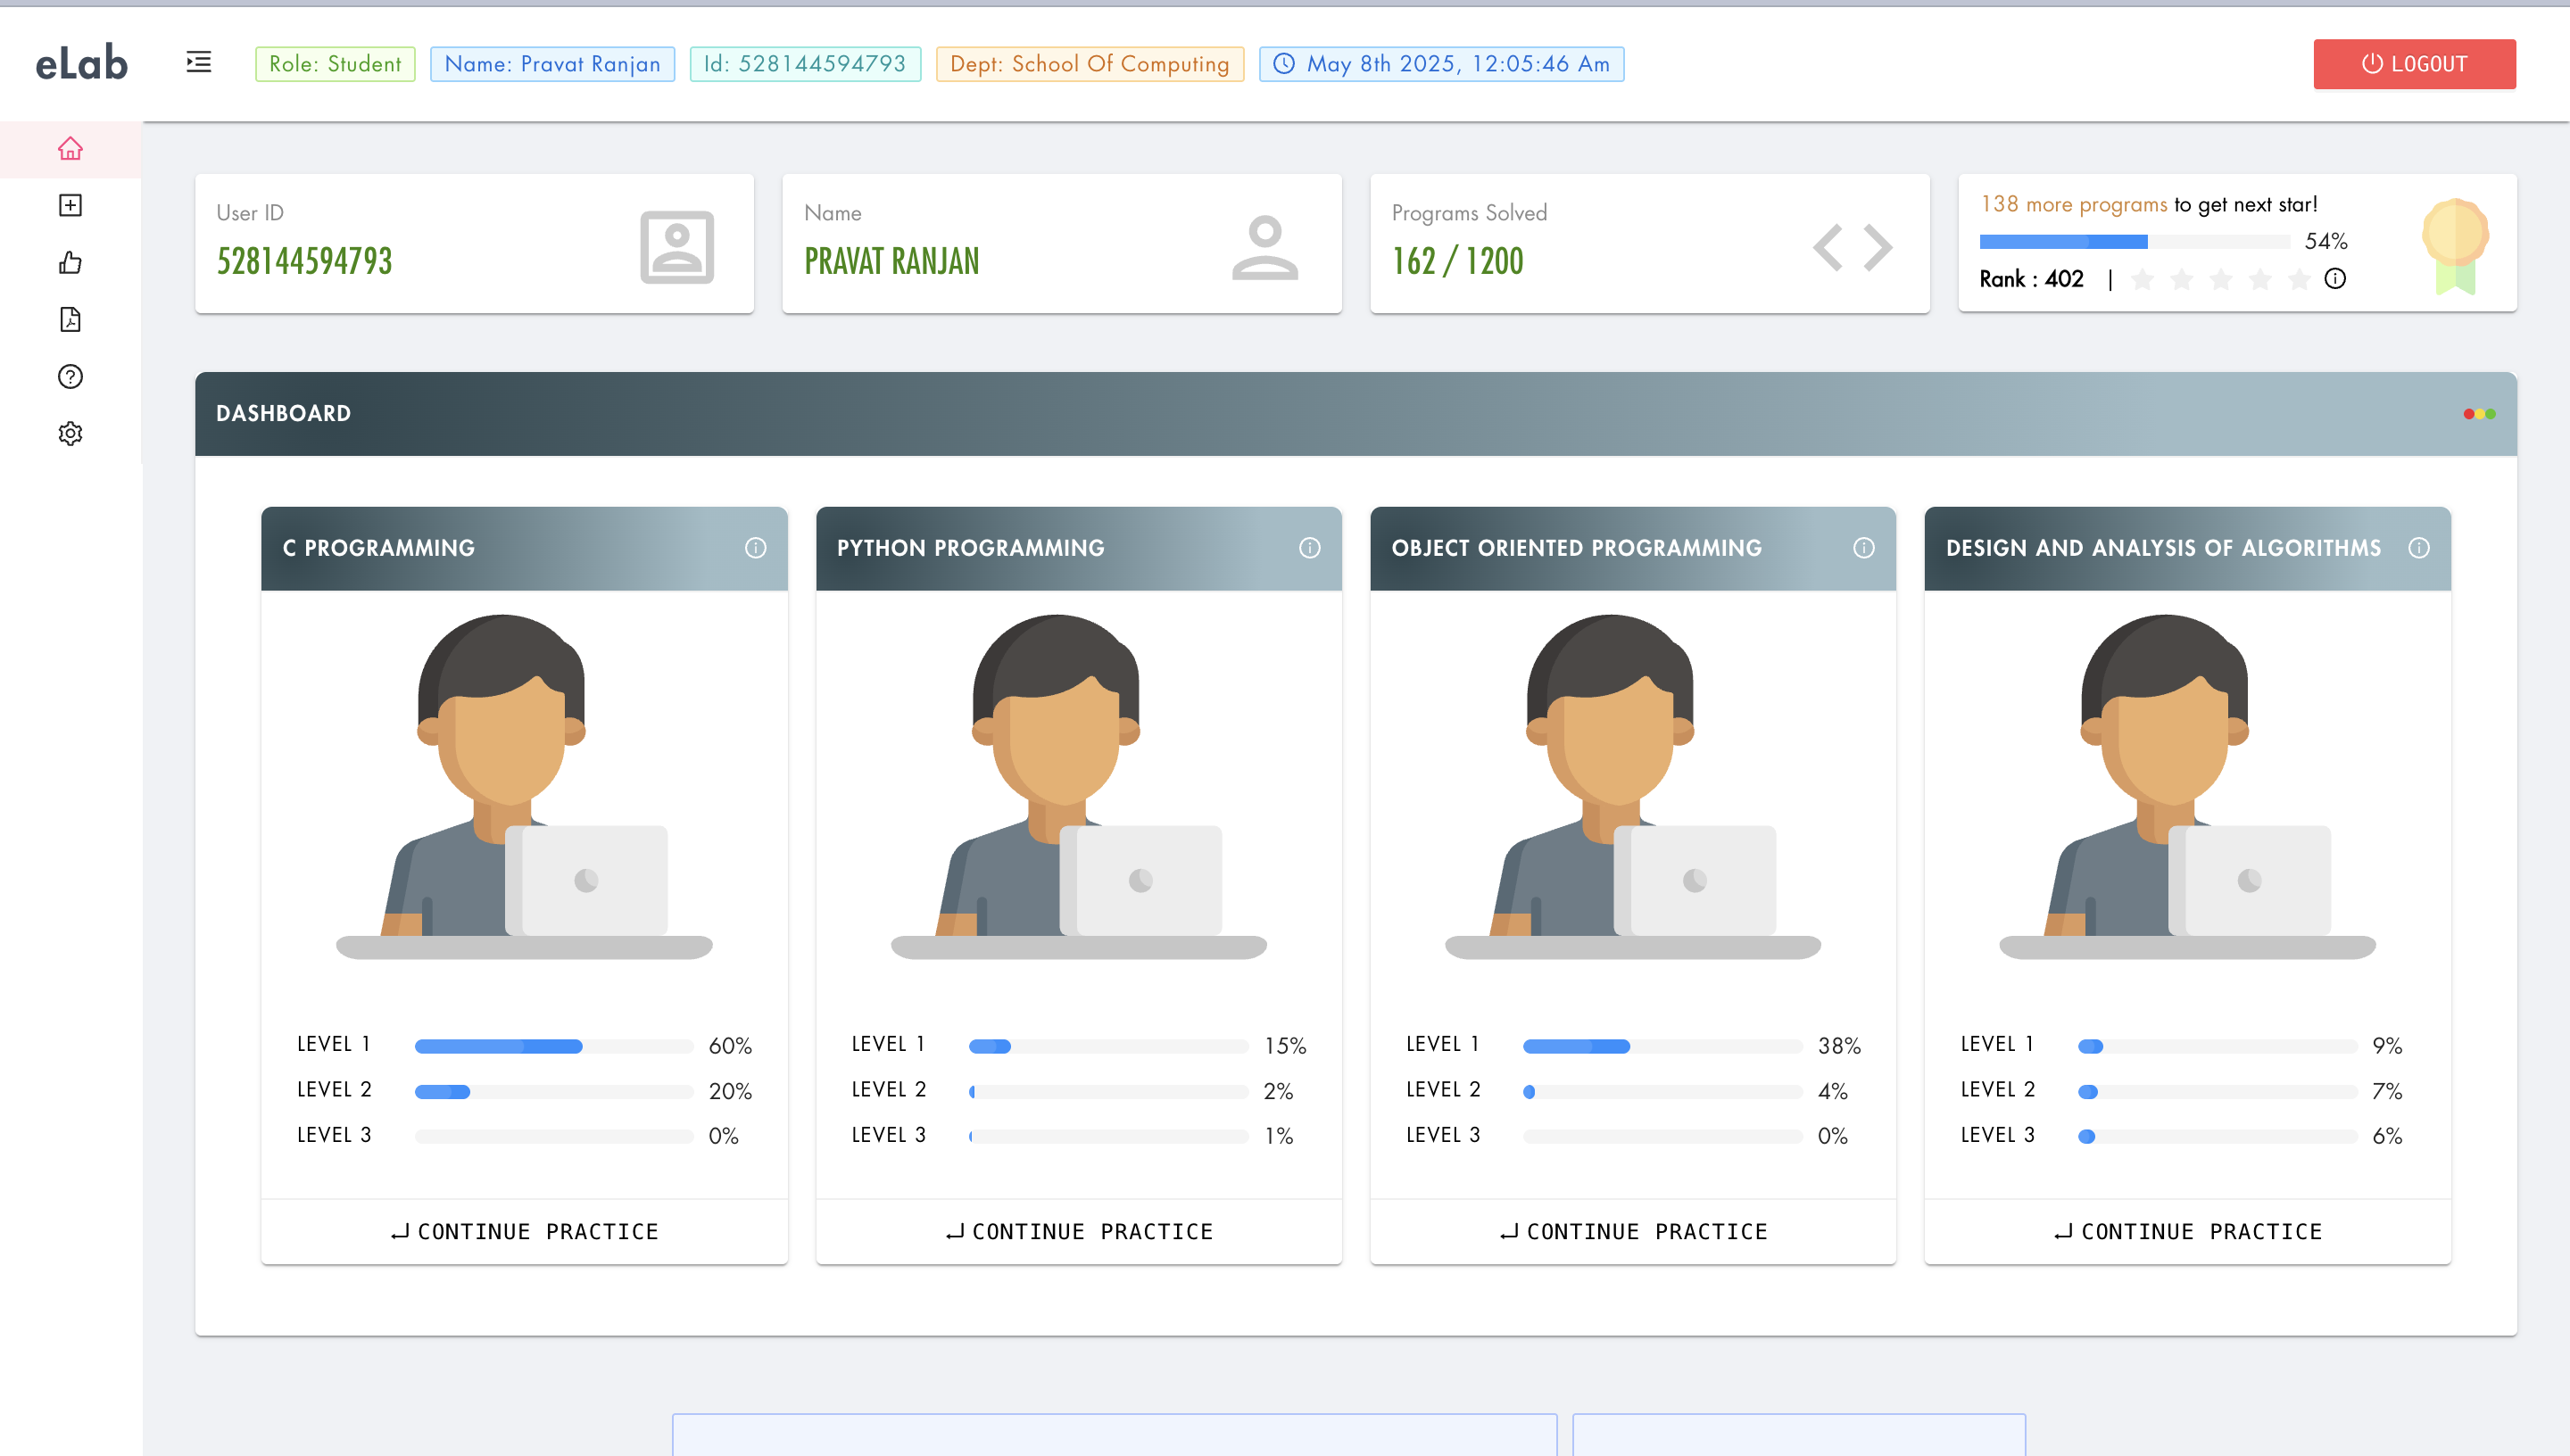 eLab
Role: Student
Name: Pravat Ranjan
Id: 528144594793
Dept: School Of Computing
May 8th 2025, 12:05:46 Am
LOGOUT
User ID
528144594793
Name
PRAVAT RANJAN
Programs Solved
162 / 1200
138 more programs to get next star!
54%
Rank : 402 |
DASHBOARD
C PROGRAMMING
LEVEL 1 60%
LEVEL 2 20%
LEVEL 3 0%
CONTINUE PRACTICE
PYTHON PROGRAMMING
LEVEL 1 15%
LEVEL 2 2%
LEVEL 3 1%
CONTINUE PRACTICE
OBJECT ORIENTED PROGRAMMING
LEVEL 1 38%
LEVEL 2 4%
LEVEL 3 0%
CONTINUE PRACTICE
DESIGN AND ANALYSIS OF ALGORITHMS
LEVEL 1 9%
LEVEL 2 7%
LEVEL 3 6%
CONTINUE PRACTICE